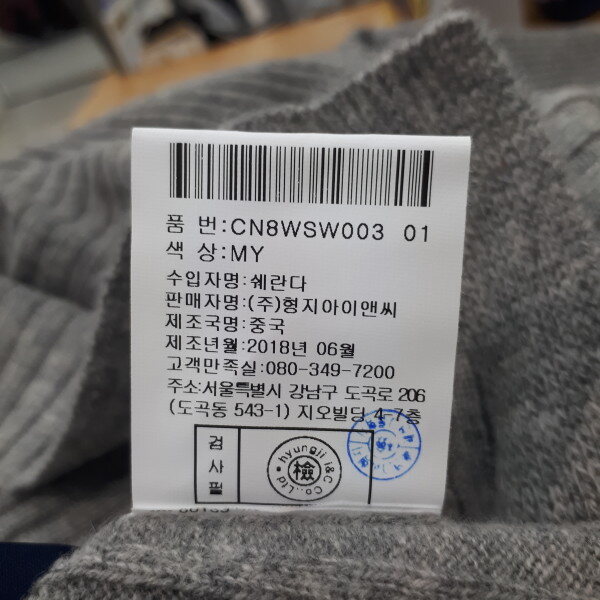 품 번:CN8WSW003 01
색 상:MY
수입자명:쉐란다
판매자명:(주)형지아이앤씨
제조국명:중국
제조년월:2018년 06월
고객만족실:080-349-7200
주소:서울특별시 강남구 도곡로 206
(도곡동 543-1) 지오빌딩 4-7층
검사필
hyungji i&C Co.,Ltd
檢